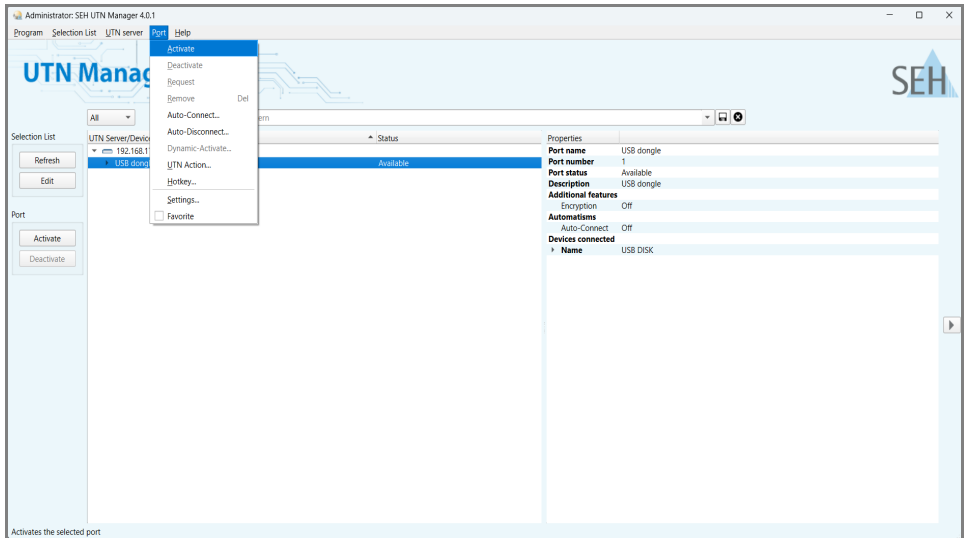 Administrator: SEH UTN Manager 4.0.1
Program Selection List UTN server Port Help
Activate
Deactivate
Request
Remove Del
Auto-Connect...
Auto-Disconnect...
Dynamic-Activate...
UTN Action...
Hotkey...
Settings...
Favorite
UTN Manag
SEH
All
ern
Selection List
Refresh
Edit
Port
Activate
Deactivate
UTN Server/Devic Status
192.168.1
USB dongl Available
Properties
Port name USB dongle
Port number 1
Port status Available
Description USB dongle
Additional features
Encryption Off
Automatisms
Auto-Connect Off
Devices connected
Name USB DISK
Activates the selected port